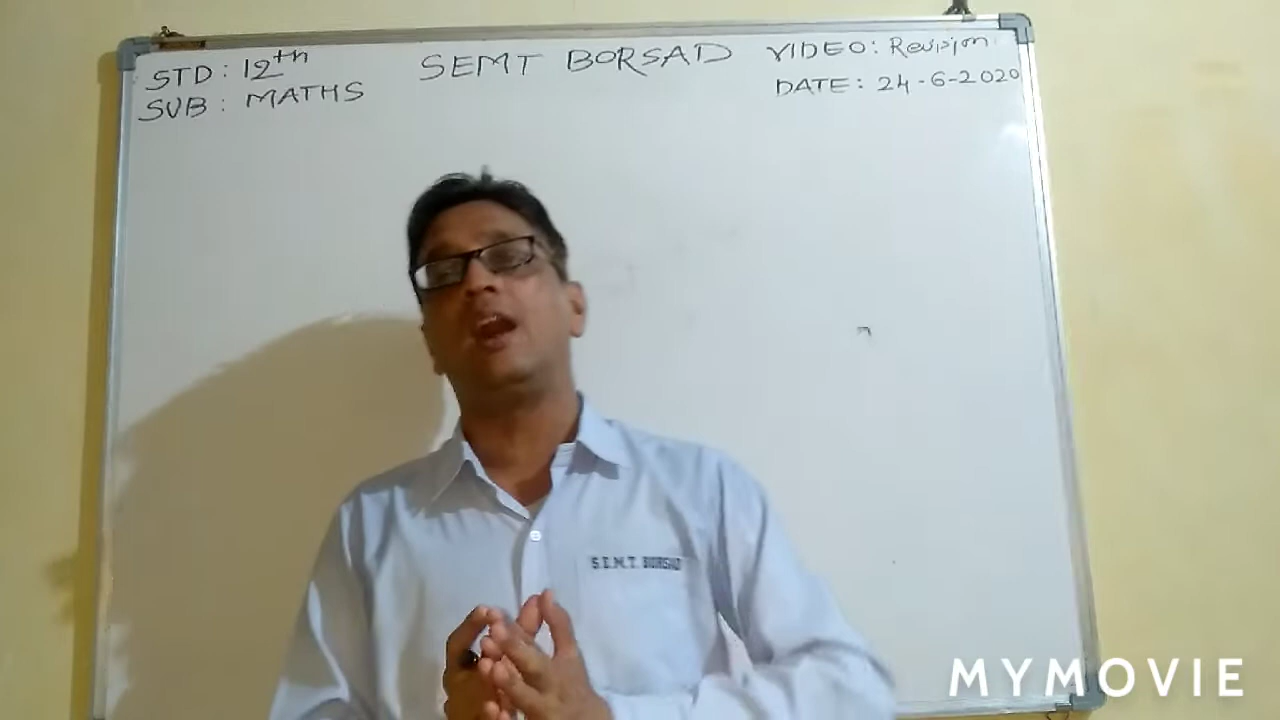 STD: 12th
SUB: MATHS
SEMT BORSAD
VIDEO: Revision
DATE: 24-6-2020
S.E.M.T. BORSAD
MYMOVIE